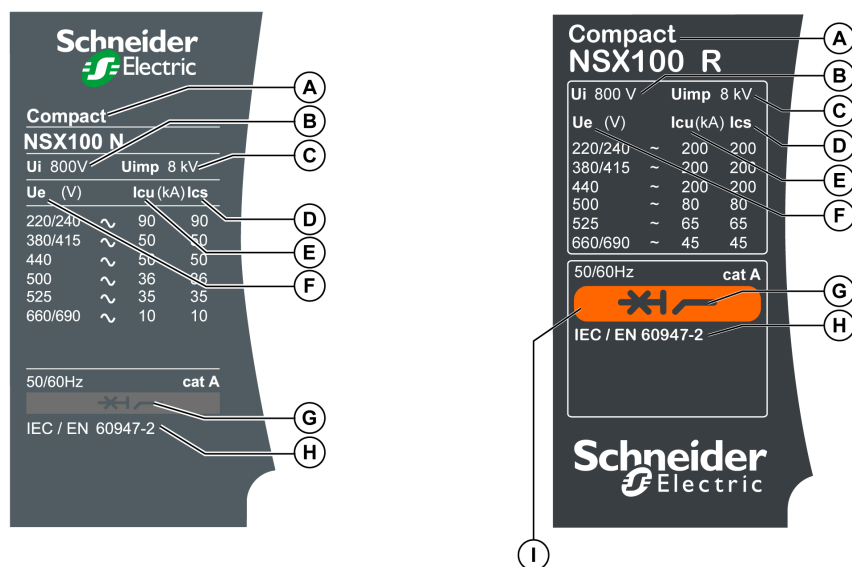 Schneider
Electric
Compact
NSX100 N
Ui 800V Uimp 8 kV
Ue (V) Icu (kA) Ics
220/240 ∿ 90 90
380/415 ∿ 50 50
440 ∿ 50 50
500 ∿ 36 36
525 ∿ 35 35
660/690 ∿ 10 10
50/60Hz cat A
IEC / EN 60947-2
A
B
C
D
E
F
G
H
Compact
NSX100 R
Ui 800 V Uimp 8 kV
Ue (V) Icu(kA) Ics
220/240 ~ 200 200
380/415 ~ 200 200
440 ~ 200 200
500 ~ 80 80
525 ~ 65 65
660/690 ~ 45 45
50/60Hz cat A
IEC / EN 60947-2
Schneider
Electric
A
B
C
D
E
F
G
H
I